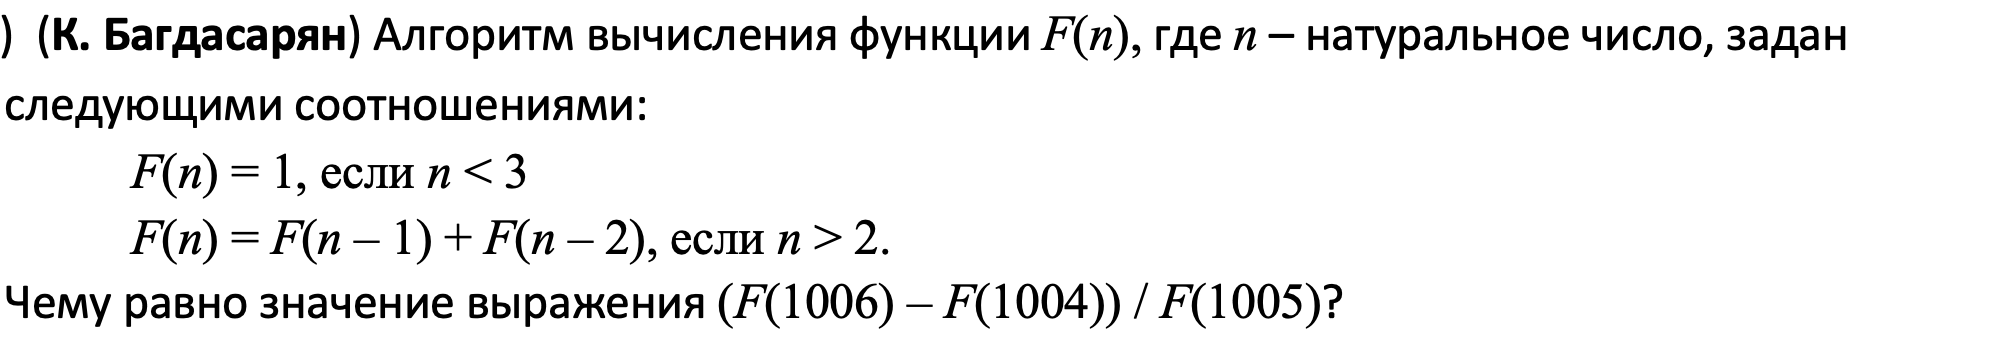 ) (К. Багдасарян) Алгоритм вычисления функции F(n), где n – натуральное число, задан
следующими соотношениями:
F(n) = 1, если n < 3
F(n) = F(n – 1) + F(n – 2), если n > 2.
Чему равно значение выражения (F(1006) – F(1004)) / F(1005)?